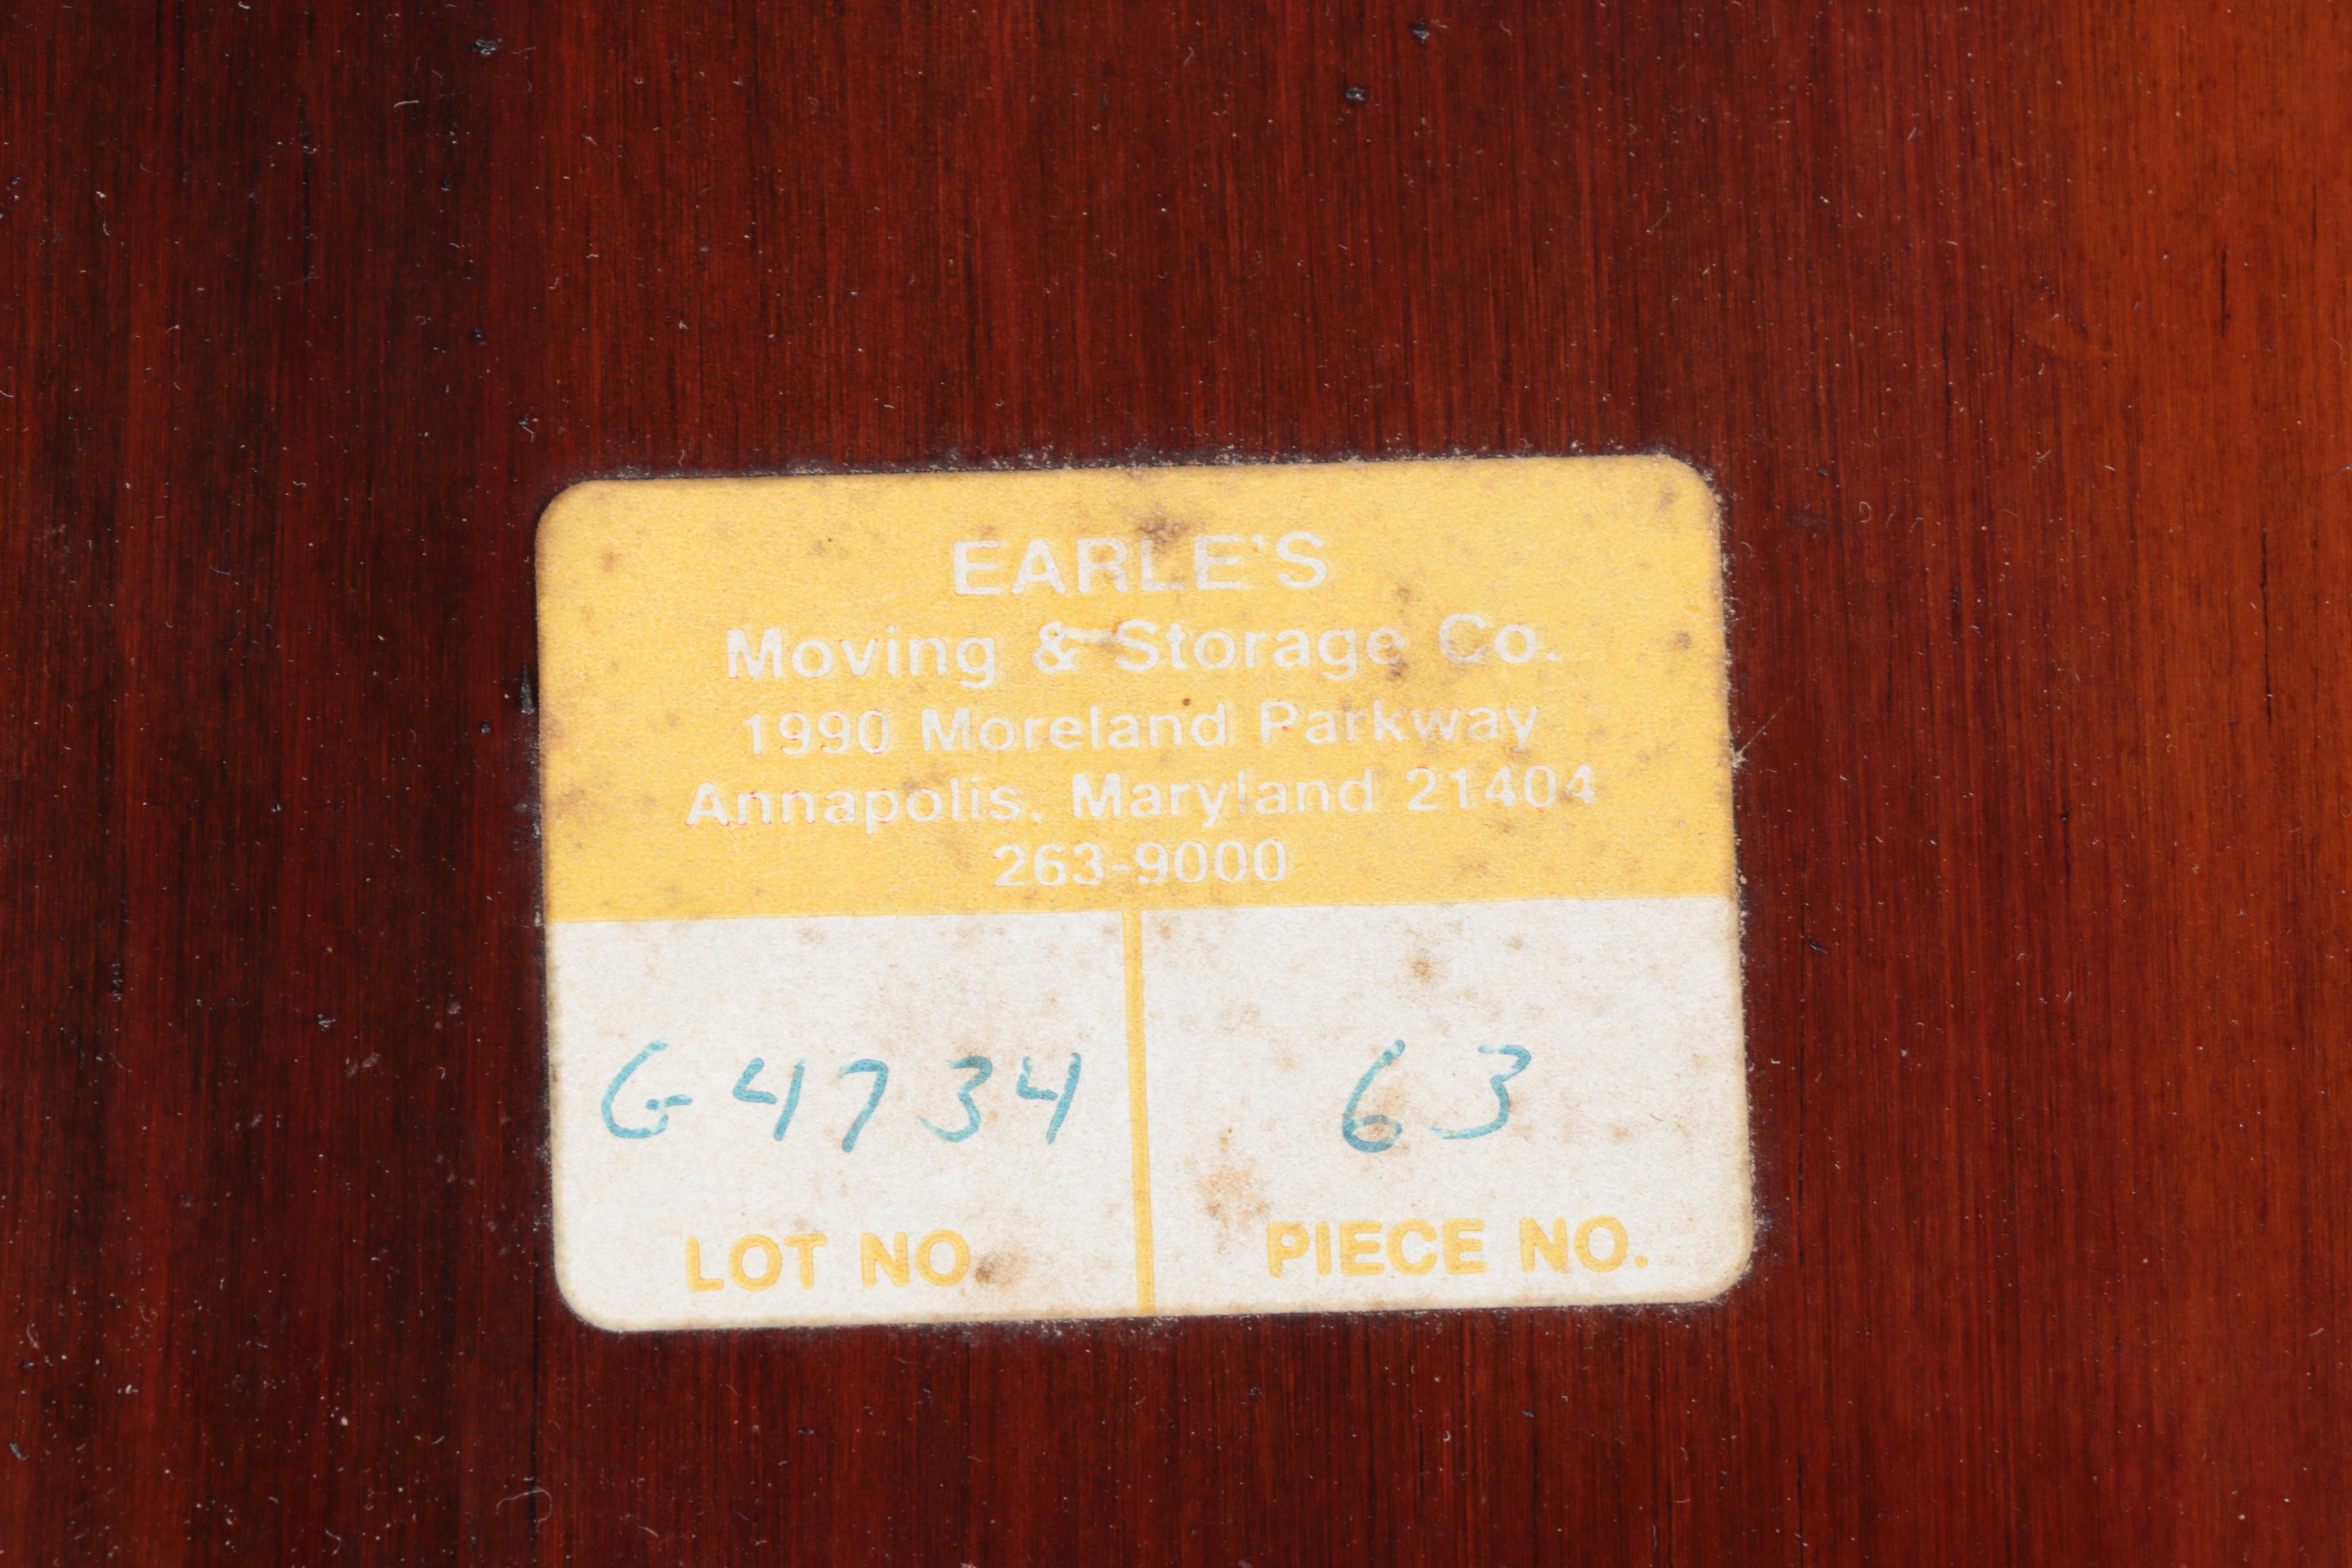 EARLE'S
Moving & Storage Co.
1990 Moreland Parkway
Annapolis, Maryland 21404
263-9000
G4734 63
LOT NO. PIECE NO.